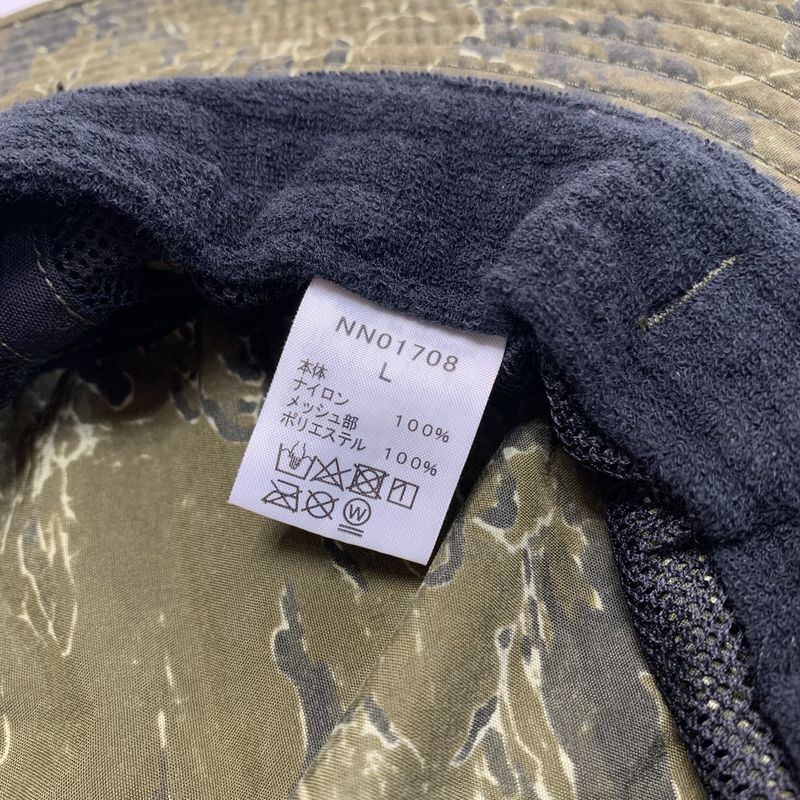 NN01708
L
本体
ナイロン 100%
メッシュ部
ポリエステル 100%
W